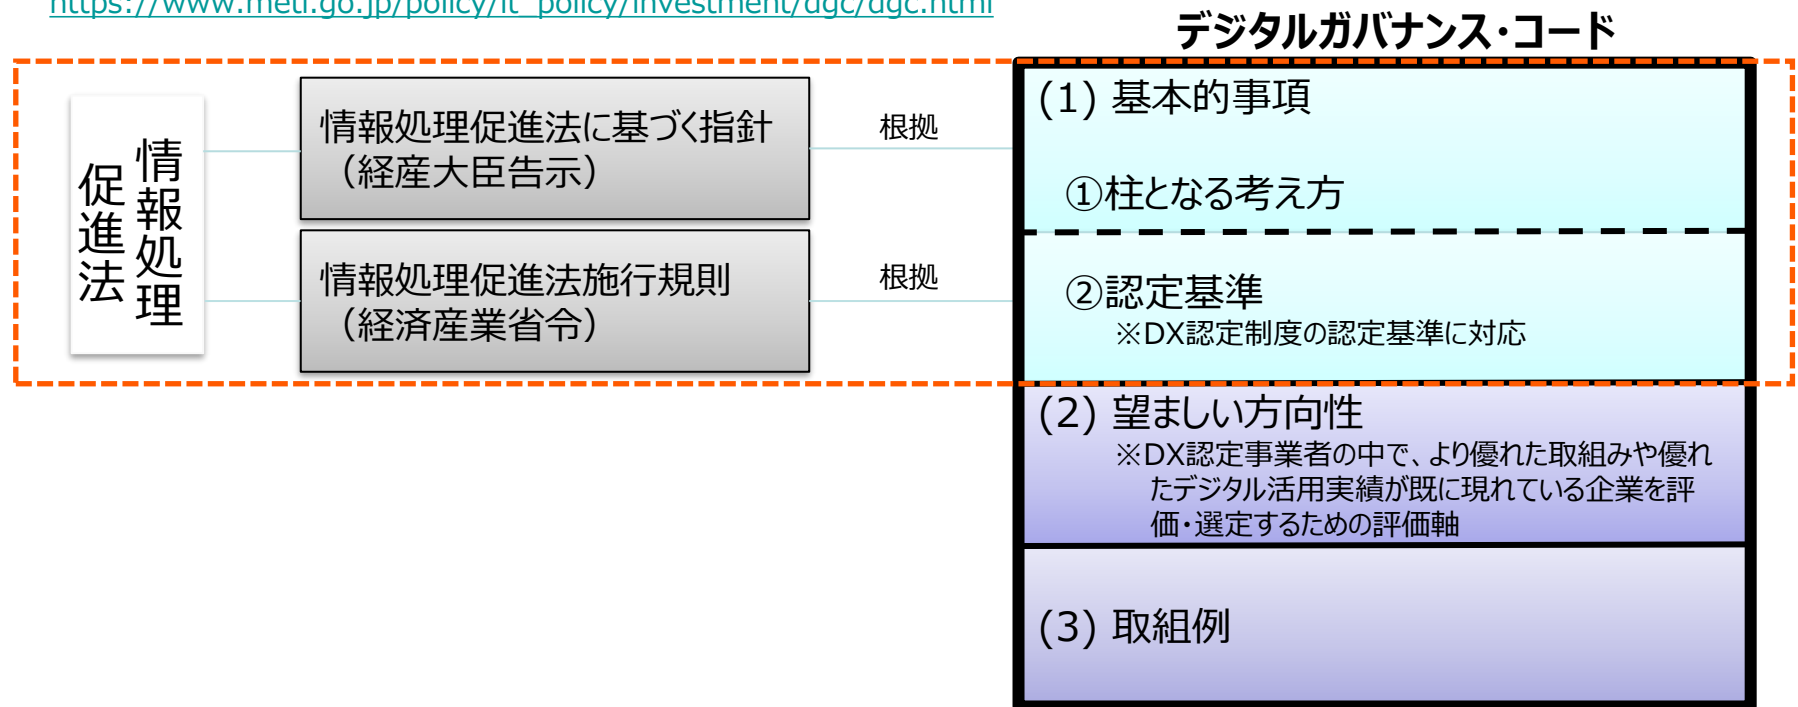 https://www.meti.go.jp/policy/it_policy/investment/dgc/dgc.html
デジタルガバナンス・コード
情報処理
促進法
情報処理促進法に基づく指針
（経産大臣告示）
根拠
情報処理促進法施行規則
（経済産業省令）
根拠
(1) 基本的事項
①柱となる考え方
②認定基準
※DX認定制度の認定基準に対応
(2) 望ましい方向性
※DX認定事業者の中で、より優れた取組みや優れ
たデジタル活用実績が既に現れている企業を評
価・選定するための評価軸
(3) 取組例